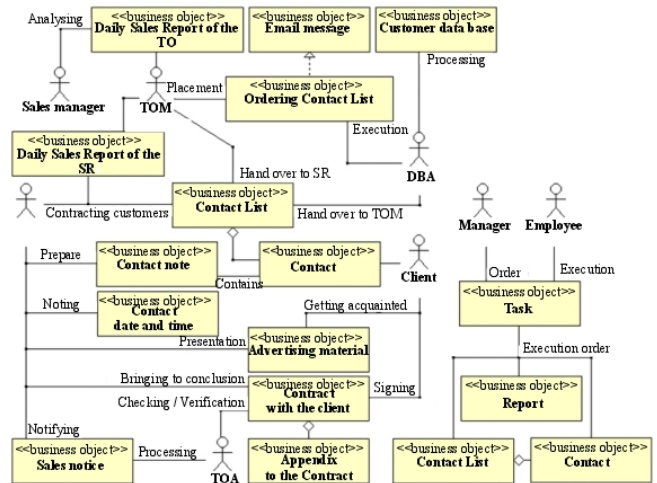 Analysing
<<business object>>
Daily Sales Report of the
TO
<<business object>>
Email message
<<business object>>
Customer data base
Processing
Sales manager
TOM
Placement
<<business object>>
Ordering Contact List
Execution
<<business object>>
Daily Sales Report of the
SR
DBA
Hand over to SR
<<business object>>
Contact List
Contracting customers
Hand over to TOM
Manager
Employee
<<business object>>
Contact note
Prepare
Contains
<<business object>>
Contact
Client
Order
Execution
<<business object>>
Task
Noting
<<business object>>
Contact
date and time
Getting acquainted
Presentation
<<business object>>
Advertising material
Execution order
Bringing to conclusion
<<business object>>
Contract
with the client
Signing
Checking / Verification
<<business object>>
Report
Notifying
<<business object>>
Sales notice
Processing
TOA
<<business object>>
Appendix
to the Contract
<<business object>>
Contact List
<<business object>>
Contact